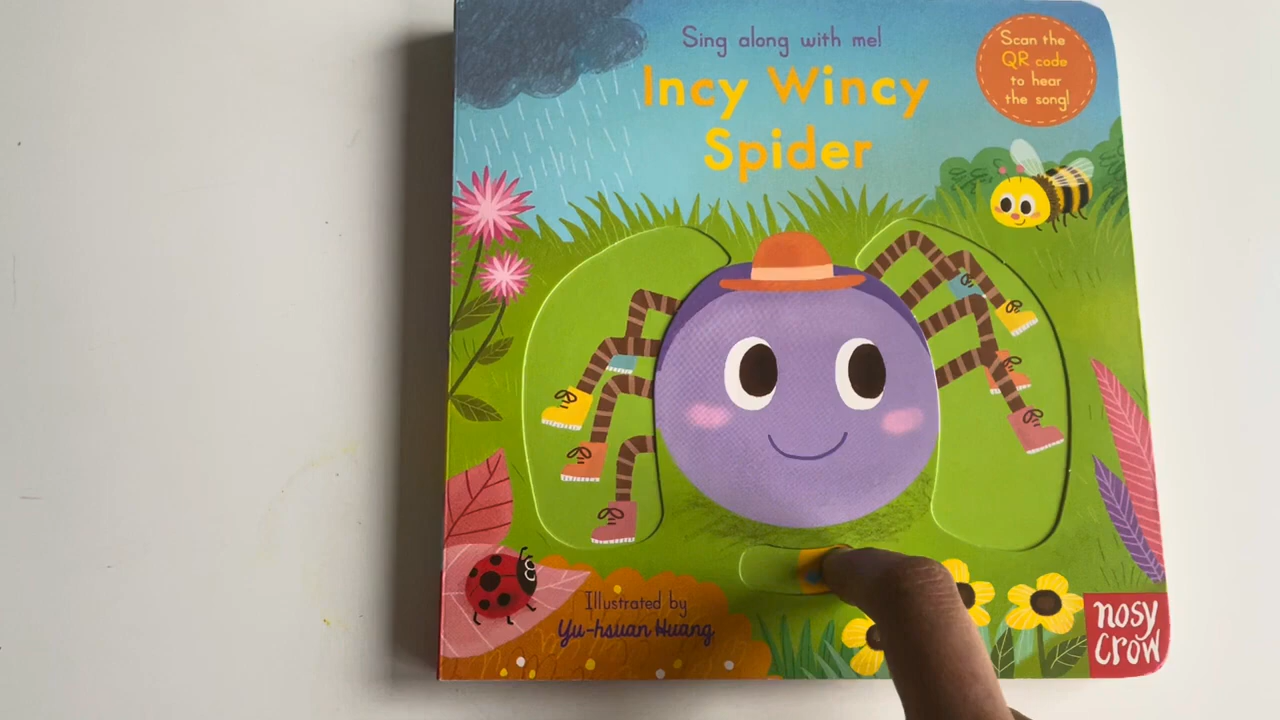 Sing along with me!
Incy Wincy
Spider
Scan the
QR code
to hear
the song!
Illustrated by
Yu-hsuan Huang
nosy
crow